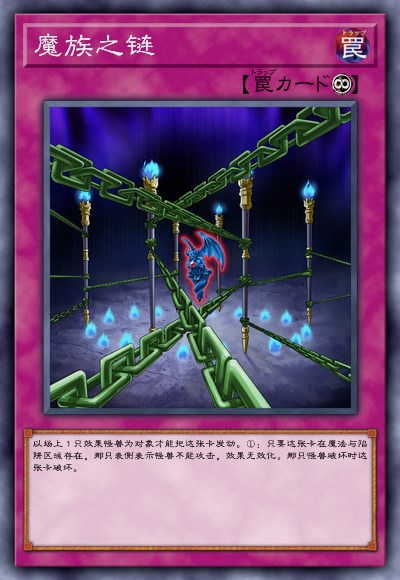 魔族之链
トラップ
罠
トラップ
【罠カード】
以场上1只效果怪兽为对象才能把这张卡发动。①：只要这张卡在魔法与陷
阱区域存在，那只表侧表示怪兽不能攻击，效果无效化。那只怪兽破坏时这
张卡破坏。